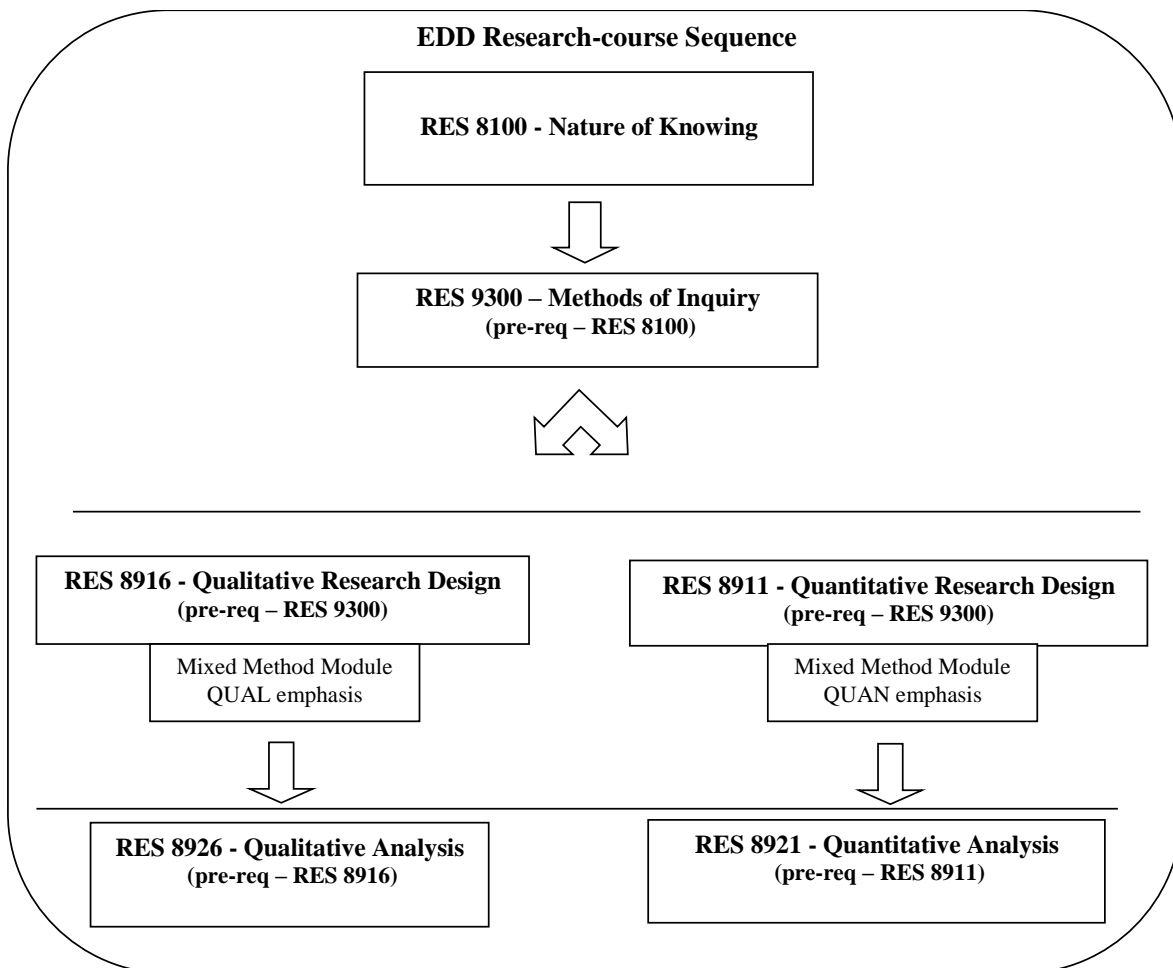 EDD Research-course Sequence
RES 8100 - Nature of Knowing
RES 9300 – Methods of Inquiry
(pre-req – RES 8100)
RES 8916 - Qualitative Research Design
(pre-req – RES 9300)
Mixed Method Module
QUAL emphasis
RES 8911 - Quantitative Research Design
(pre-req – RES 9300)
Mixed Method Module
QUAN emphasis
RES 8926 - Qualitative Analysis
(pre-req – RES 8916)
RES 8921 - Quantitative Analysis
(pre-req – RES 8911)